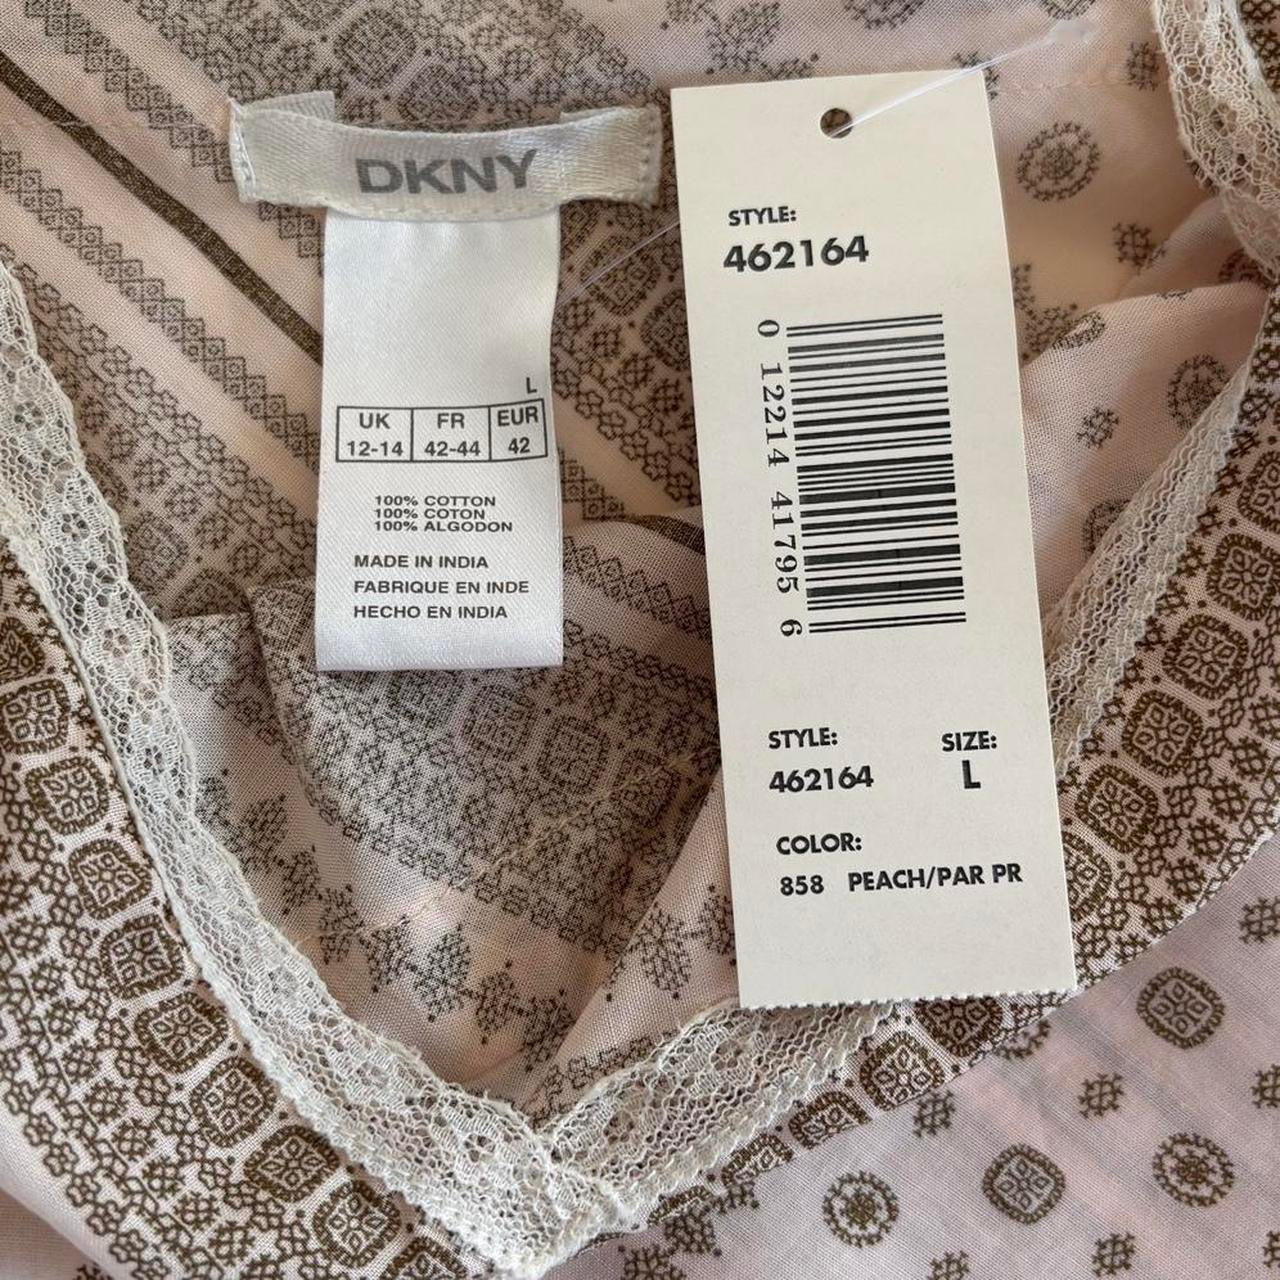 DKNY
L
UK FR EUR
12-14 42-44 42
100% COTTON
100% COTON
100% ALGODON
MADE IN INDIA
FABRIQUE EN INDE
HECHO EN INDIA
STYLE:
462164
0 12214 41795 6
STYLE: SIZE:
462164 L
COLOR:
858 PEACH/PAR PR